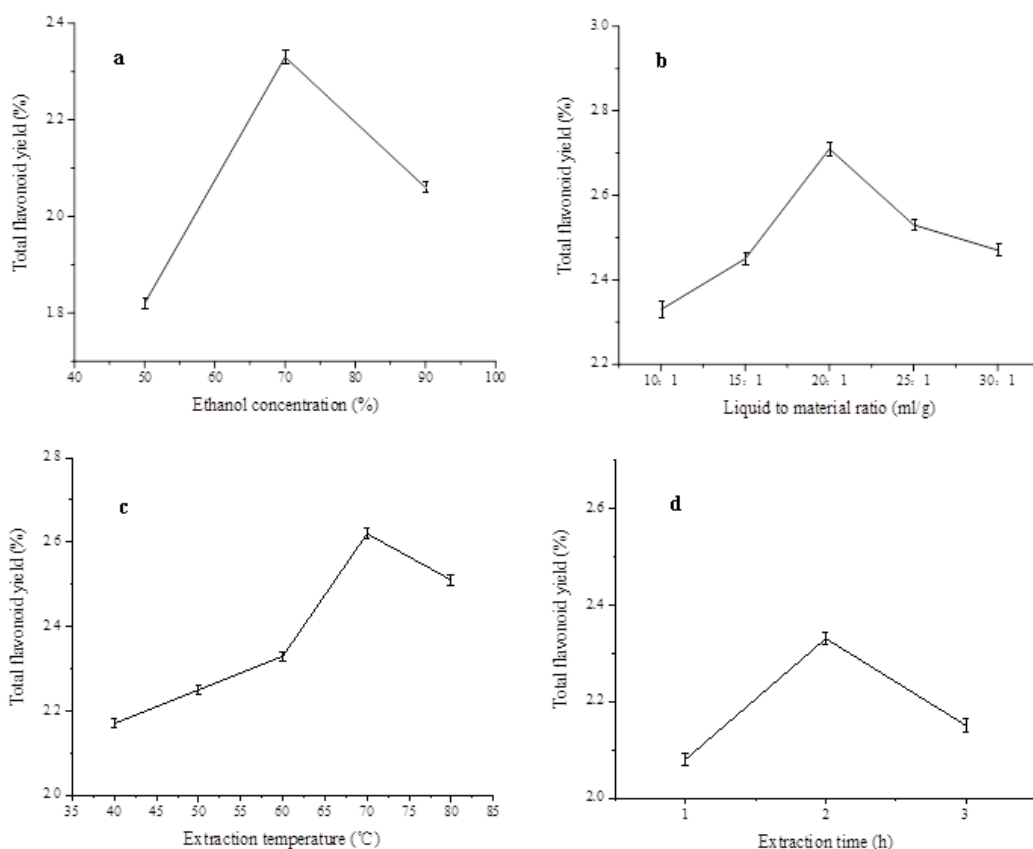 a
Total flavonoid yield (%)
2.4
2.2
2.0
1.8
40 50 60 70 80 90 100
Ethanol concentration (%)
b
Total flavonoid yield (%)
3.0
2.8
2.6
2.4
2.2
10：1 15：1 20：1 25：1 30：1
Liquid to material ratio (ml/g)
c
Total flavonoid yield (%)
2.8
2.6
2.4
2.2
2.0
35 40 45 50 55 60 65 70 75 80 85
Extraction temperature (℃)
d
Total flavonoid yield (%)
2.6
2.4
2.2
2.0
1 2 3
Extraction time (h)